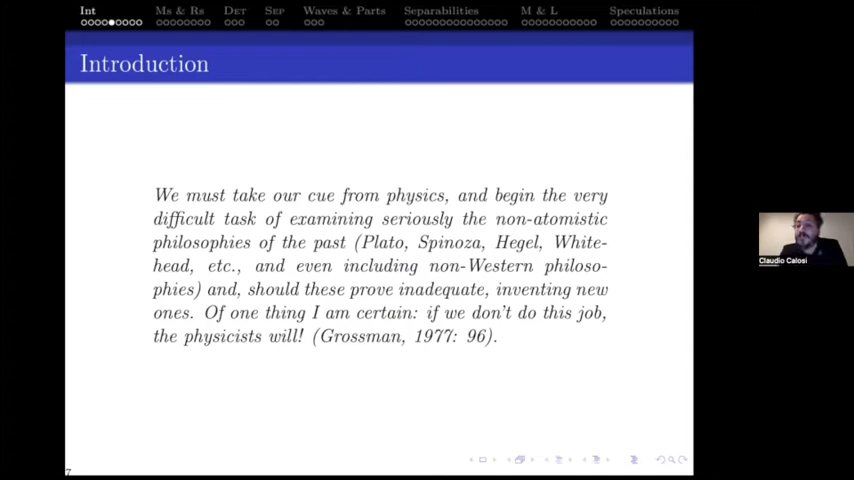 Int Ms & Rs Det Sep Waves & Parts Separabilities M & L Speculations
Introduction
We must take our cue from physics, and begin the very
difficult task of examining seriously the non-atomistic
philosophies of the past (Plato, Spinoza, Hegel, White-
head, etc., and even including non-Western philoso-
phies) and, should these prove inadequate, inventing new
ones. Of one thing I am certain: if we don't do this job,
the physicists will! (Grossman, 1977: 96).
Claudio Calosi
7